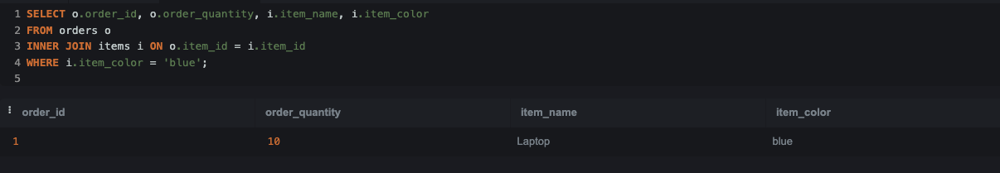 1 SELECT o.order_id, o.order_quantity, i.item_name, i.item_color
2 FROM orders o
3 INNER JOIN items i ON o.item_id = i.item_id
4 WHERE i.item_color = 'blue';
5
order_id order_quantity item_name item_color
1 10 Laptop blue